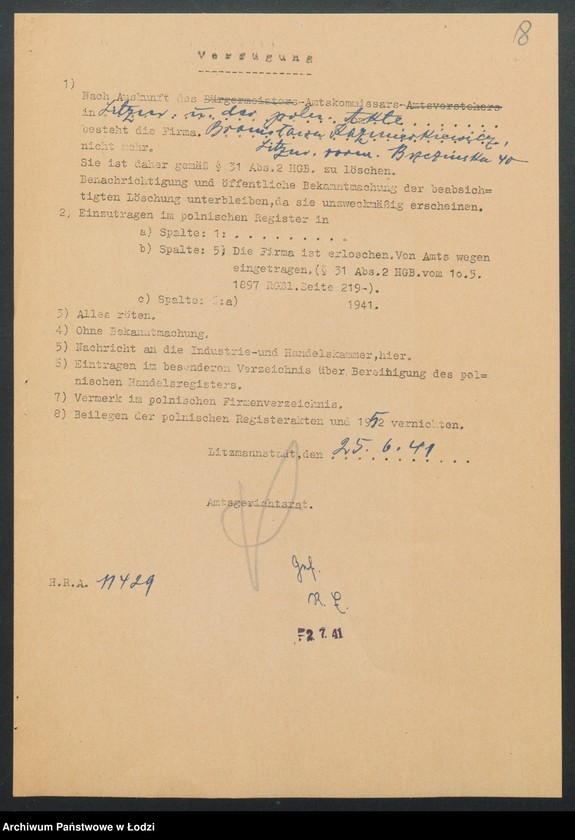 8
Verfügung
1)
Nach Auskunft des Bürgermeisters-Amtskommissars-Amtsvorstehers
in Litzm. u. der poln. Akte
besteht die Firma. Bronisława Kazimierkiewicz,
Litzm. vorm. Brzezinska 40
nicht mehr.
Sie ist daher gemäß § 31 Abs.2 HGB. zu löschen.
Benachrichtigung und öffentliche Bekanntmachung der beabsich=
tigten Löschung unterbleiben,da sie unzweckmäßig erscheinen.
2, Einzutragen im polnischen Register in
a) Spalte: 1: . . . . . . . . .
b) Spalte: 5) Die Firma ist erloschen.Von Amts wegen
eingetragen.(§ 31 Abs.2 HGB.vom 1o.5.
1897 RGBl.Seite 219-).
c) Spalte: :a) 1941.
3) Alles röten.
4) Ohne Bekanntmachung.
5) Nachricht an die Industrie-und Handelskammer,hier.
6) Eintragen im besonderen Verzeichnis über Bereinigung des pol=
nischen Handelsregisters.
7) Vermerk im polnischen Firmenverzeichnis.
8) Beilegen der polnischen Registerakten und 1952 vernichten.
Litzmannstadt,den 25. 6. 41
Amtsgerichtsrat.
Gef.
H.R.A. 11429
2. 7. 41
Archiwum Państwowe w Łodzi